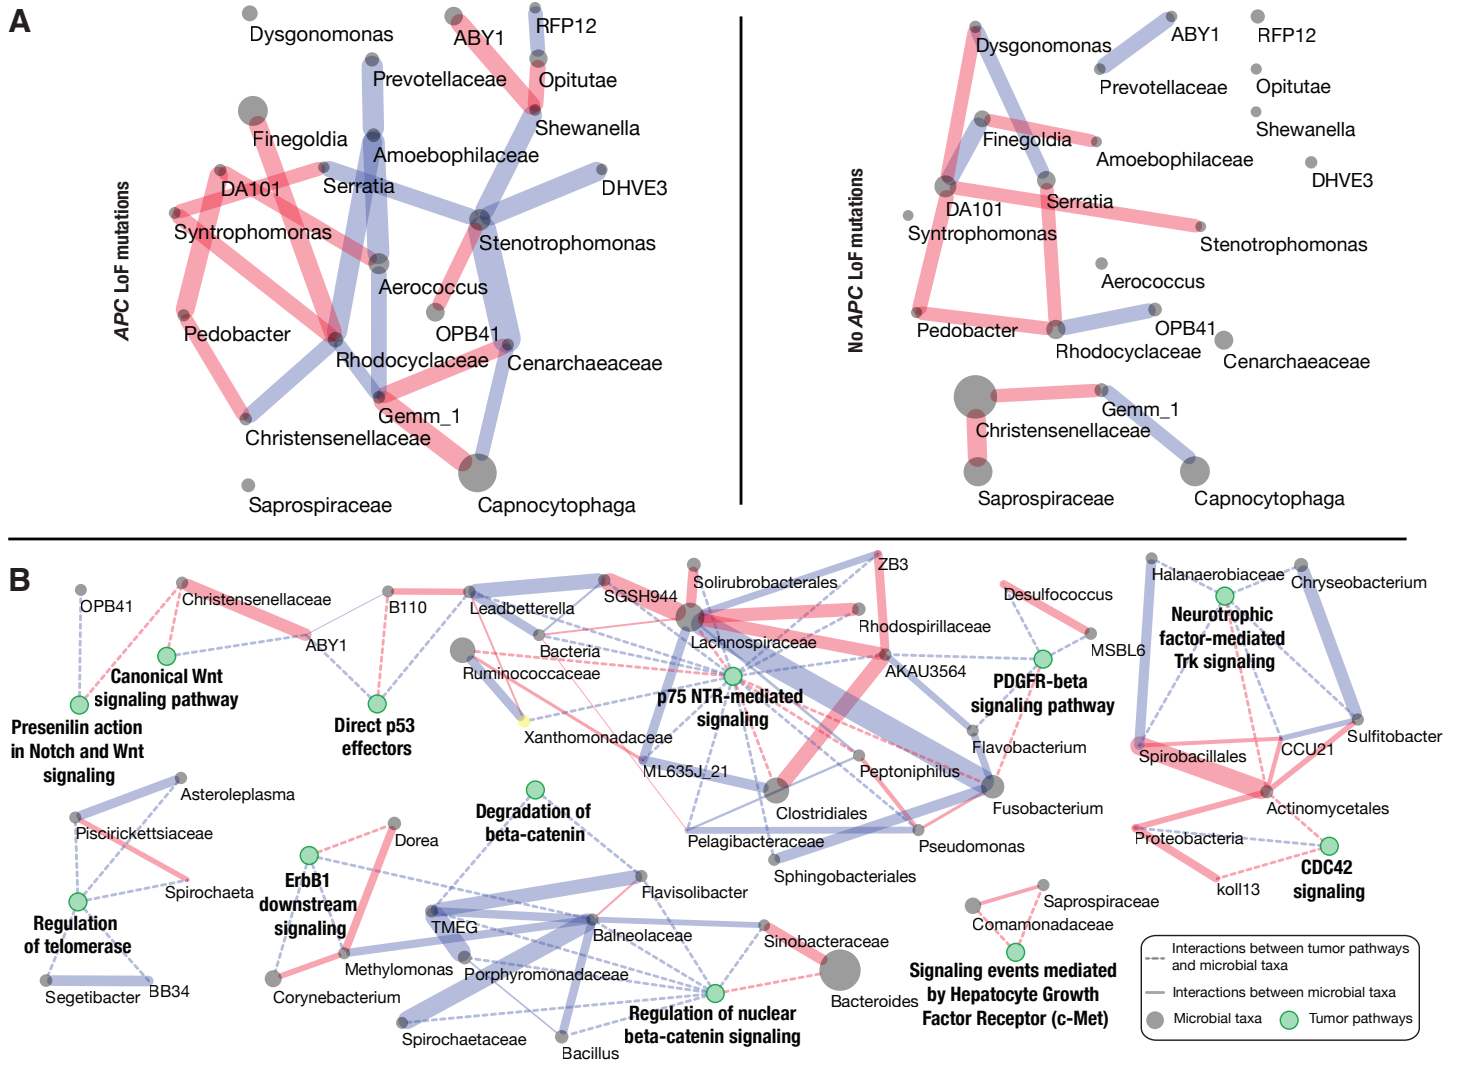 A
Dysgonomonas
ABY1
RFP12
Prevotellaceae
Opitutae
Finegoldia
Shewanella
Amoebophilaceae
DA101
Serratia
DHVE3
Syntrophomonas
Stenotrophomonas
APC LoF mutations
Aerococcus
Pedobacter
OPB41
Rhodocyclaceae
Cenarchaeaceae
Gemm_1
Christensenellaceae
Saprospiraceae
Capnocytophaga
Dysgonomonas
ABY1
RFP12
Prevotellaceae
Opitutae
Shewanella
Finegoldia
Amoebophilaceae
DHVE3
Serratia
DA101
Syntrophomonas
Stenotrophomonas
No APC LoF mutations
Aerococcus
Pedobacter
OPB41
Rhodocyclaceae
Cenarchaeaceae
Gemm_1
Christensenellaceae
Saprospiraceae
Capnocytophaga
B
OPB41
Christensenellaceae
ABY1
B110
Leadbetterella
SGSH944
Solirubrobacterales
ZB3
Lachnospiraceae
Rhodospirillaceae
Bacteria
Ruminococcaceae
AKAU3564
Canonical Wnt
signaling pathway
Presenilin action
in Notch and Wnt
signaling
Direct p53
effectors
p75 NTR-mediated
signaling
Xanthomonadaceae
ML635J_21
Clostridiales
Peptoniphilus
Flavobacterium
Fusobacterium
Pelagibacteraceae
Pseudomonas
Sphingobacteriales
Desulfococcus
MSBL6
PDGFR-beta
signaling pathway
Halanaerobiaceae
Chryseobacterium
Neurotrophic
factor-mediated
Trk signaling
Spirobacillales
CCU21
Sulfitobacter
Actinomycetales
Proteobacteria
koll13
CDC42
signaling
Asteroleplasma
Piscirickettsiaceae
Spirochaeta
Regulation
of telomerase
Segetibacter
BB34
Dorea
ErbB1
downstream
signaling
Methylomonas
Corynebacterium
Degradation of
beta-catenin
Flavisolibacter
TMEG
Balneolaceae
Porphyromonadaceae
Sinobacteraceae
Bacteroides
Regulation of nuclear
beta-catenin signaling
Spirochaetaceae
Bacillus
Saprospiraceae
Comamonadaceae
Signaling events mediated
by Hepatocyte Growth
Factor Receptor (c-Met)
Interactions between tumor pathways
and microbial taxa
Interactions between microbial taxa
Microbial taxa
Tumor pathways